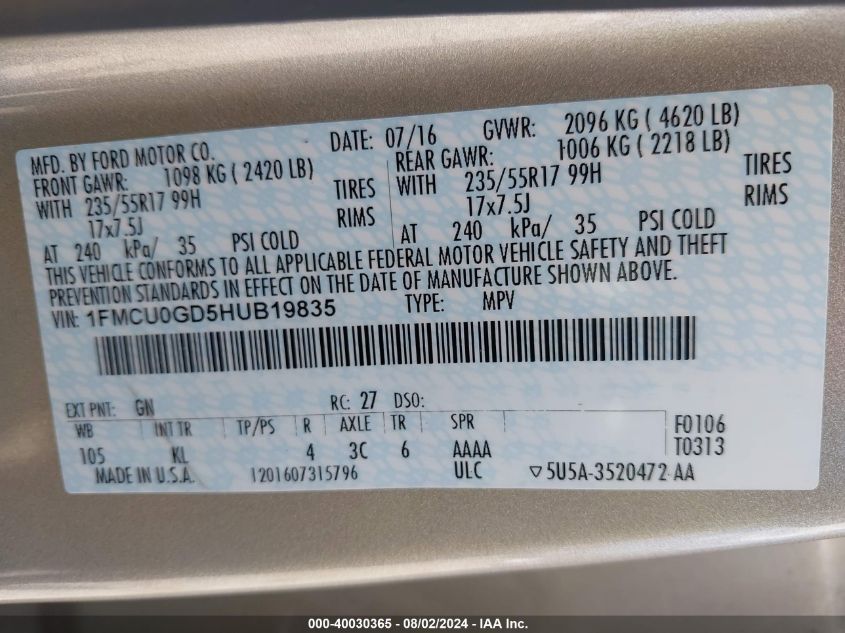 MFD. BY FORD MOTOR CO. DATE: 07/16 GVWR: 2096 KG ( 4620 LB)
FRONT GAWR: 1098 KG ( 2420 LB) REAR GAWR: 1006 KG ( 2218 LB)
WITH 235/55R17 99H TIRES WITH 235/55R17 99H TIRES
17x7.5J RIMS 17x7.5J RIMS
AT 240 kPa/ 35 PSI COLD AT 240 kPa/ 35 PSI COLD
THIS VEHICLE CONFORMS TO ALL APPLICABLE FEDERAL MOTOR VEHICLE SAFETY AND THEFT
PREVENTION STANDARDS IN EFFECT ON THE DATE OF MANUFACTURE SHOWN ABOVE.
VIN: 1FMCU0GD5HUB19835 TYPE: MPV
EXT PNT: GN RC: 27 DSO:
WB INT TR TP/PS R AXLE TR SPR F0106
105 KL 4 3C 6 AAAA T0313
MADE IN U.S.A. 1201607315796 ULC ▽5U5A-3520472 AA
000-40030365 - 08/02/2024 - IAA Inc.